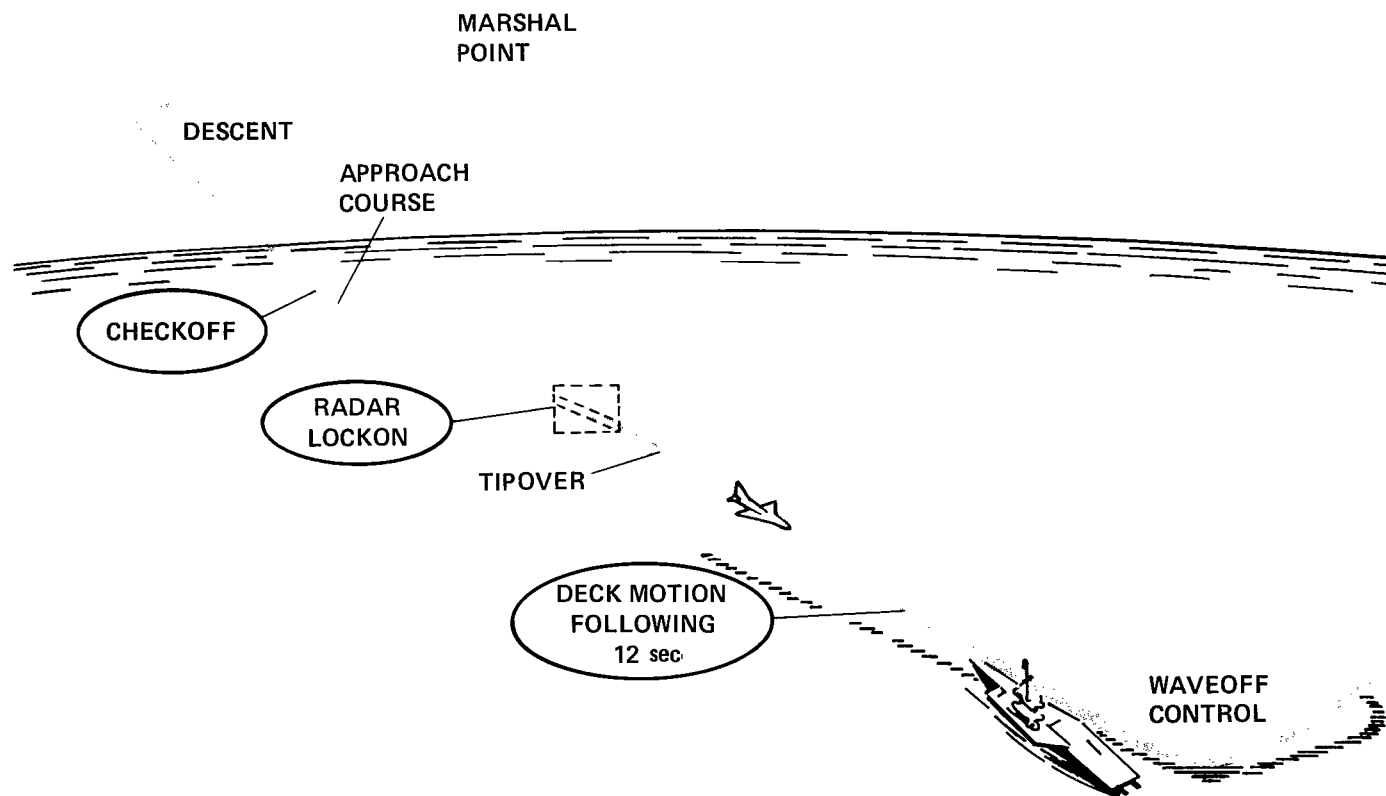 MARSHAL
POINT
DESCENT
APPROACH
COURSE
CHECKOFF
RADAR
LOCKON
TIPOVER
DECK MOTION
FOLLOWING
12 sec
WAVEOFF
CONTROL